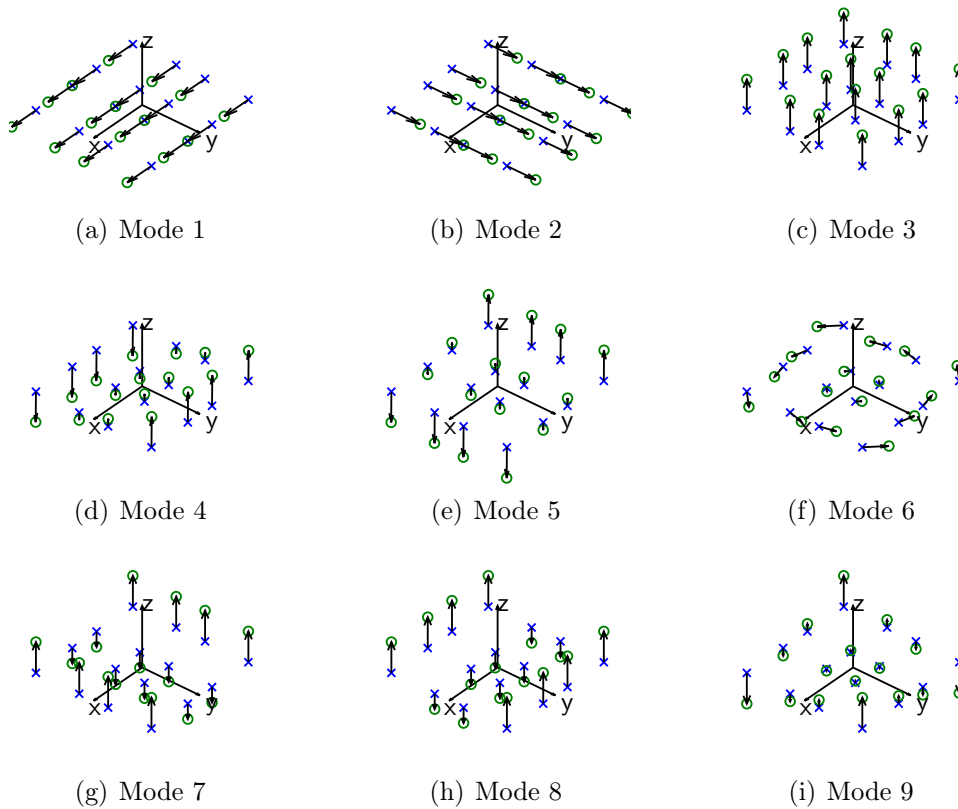 z
x
y
z
x
y
z
x
y
(a) Mode 1
(b) Mode 2
(c) Mode 3
z
x
y
z
x
y
z
x
y
(d) Mode 4
(e) Mode 5
(f) Mode 6
z
x
y
z
x
y
z
x
y
(g) Mode 7
(h) Mode 8
(i) Mode 9